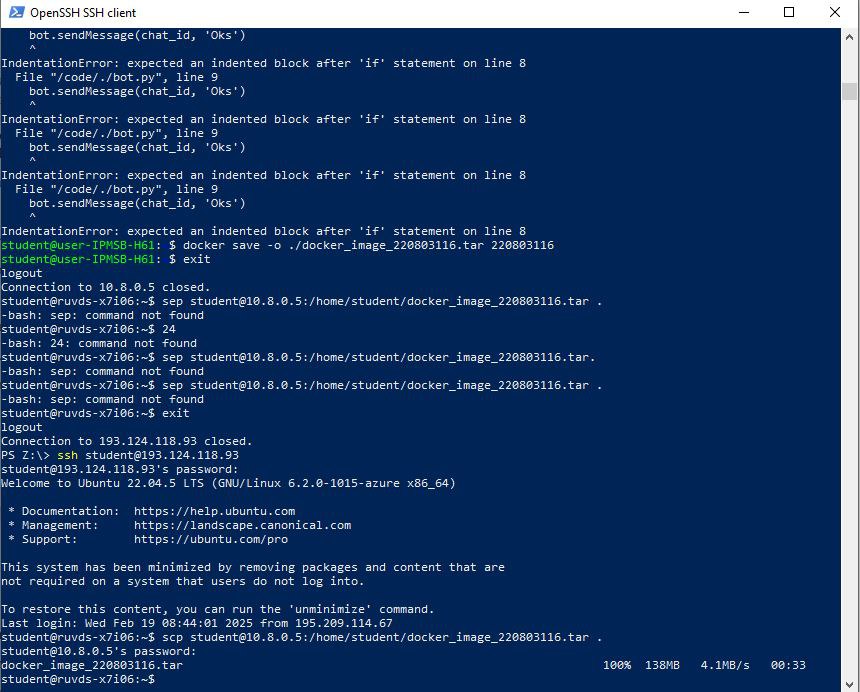 OpenSSH SSH client
bot.sendMessage(chat_id, 'Oks')
^
IndentationError: expected an indented block after 'if' statement on line 8
File "/code/./bot.py", line 9
bot.sendMessage(chat_id, 'Oks')
^
IndentationError: expected an indented block after 'if' statement on line 8
File "/code/./bot.py", line 9
bot.sendMessage(chat_id, 'Oks')
^
IndentationError: expected an indented block after 'if' statement on line 8
File "/code/./bot.py", line 9
bot.sendMessage(chat_id, 'Oks')
^
IndentationError: expected an indented block after 'if' statement on line 8
student@user-IPMSB-H61: $ docker save -o ./docker_image_220803116.tar 220803116
student@user-IPMSB-H61: $ exit
logout
Connection to 10.8.0.5 closed.
student@ruvds-x7i06:~$ sep student@10.8.0.5:/home/student/docker_image_220803116.tar .
-bash: sep: command not found
student@ruvds-x7i06:~$ 24
-bash: 24: command not found
student@ruvds-x7i06:~$ sep student@10.8.0.5:/home/student/docker_image_220803116.tar.
-bash: sep: command not found
student@ruvds-x7i06:~$ sep student@10.8.0.5:/home/student/docker_image_220803116.tar .
-bash: sep: command not found
student@ruvds-x7i06:~$ exit
logout
Connection to 193.124.118.93 closed.
PS Z:\> ssh student@193.124.118.93
student@193.124.118.93's password:
Welcome to Ubuntu 22.04.5 LTS (GNU/Linux 6.2.0-1015-azure x86_64)
* Documentation: https://help.ubuntu.com
* Management: https://landscape.canonical.com
* Support: https://ubuntu.com/pro
This system has been minimized by removing packages and content that are
not required on a system that users do not log into.
To restore this content, you can run the 'unminimize' command.
Last login: Wed Feb 19 08:44:01 2025 from 195.209.114.67
student@ruvds-x7i06:~$ scp student@10.8.0.5:/home/student/docker_image_220803116.tar .
student@10.8.0.5's password:
docker_image_220803116.tar 100% 138MB 4.1MB/s 00:33
student@ruvds-x7i06:~$